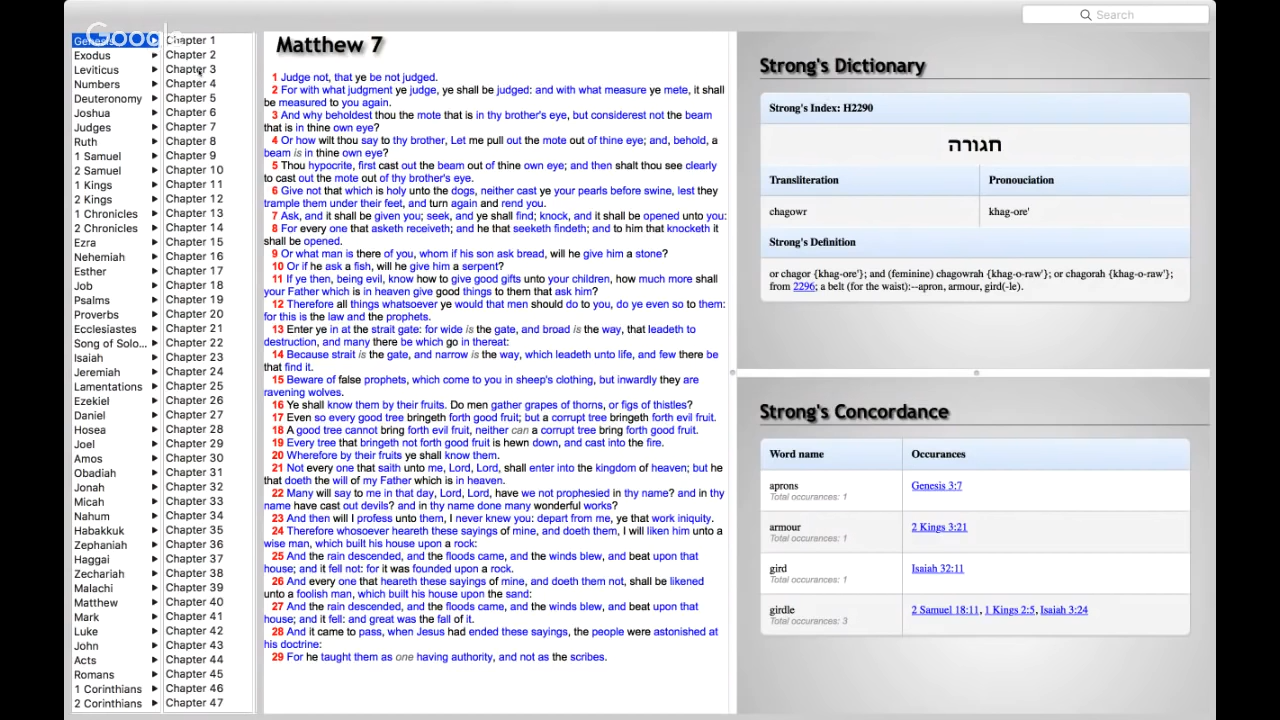 Google
Search
Genesis
Exodus
Leviticus
Numbers
Deuteronomy
Joshua
Judges
Ruth
1 Samuel
2 Samuel
1 Kings
2 Kings
1 Chronicles
2 Chronicles
Ezra
Nehemiah
Esther
Job
Psalms
Proverbs
Ecclesiastes
Song of Solo...
Isaiah
Jeremiah
Lamentations
Ezekiel
Daniel
Hosea
Joel
Amos
Obadiah
Jonah
Micah
Nahum
Habakkuk
Zephaniah
Haggai
Zechariah
Malachi
Matthew
Mark
Luke
John
Acts
Romans
1 Corinthians
2 Corinthians
Chapter 1
Chapter 2
Chapter 3
Chapter 4
Chapter 5
Chapter 6
Chapter 7
Chapter 8
Chapter 9
Chapter 10
Chapter 11
Chapter 12
Chapter 13
Chapter 14
Chapter 15
Chapter 16
Chapter 17
Chapter 18
Chapter 19
Chapter 20
Chapter 21
Chapter 22
Chapter 23
Chapter 24
Chapter 25
Chapter 26
Chapter 27
Chapter 28
Chapter 29
Chapter 30
Chapter 31
Chapter 32
Chapter 33
Chapter 34
Chapter 35
Chapter 36
Chapter 37
Chapter 38
Chapter 39
Chapter 40
Chapter 41
Chapter 42
Chapter 43
Chapter 44
Chapter 45
Chapter 46
Chapter 47
Matthew 7
1 Judge not, that ye be not judged.
2 For with what judgment ye judge, ye shall be judged: and with what measure ye mete, it shall
be measured to you again.
3 And why beholdest thou the mote that is in thy brother's eye, but considerest not the beam
that is in thine own eye?
4 Or how wilt thou say to thy brother, Let me pull out the mote out of thine eye; and, behold, a
beam is in thine own eye?
5 Thou hypocrite, first cast out the beam out of thine own eye; and then shalt thou see clearly
to cast out the mote out of thy brother's eye.
6 Give not that which is holy unto the dogs, neither cast ye your pearls before swine, lest they
trample them under their feet, and turn again and rend you.
7 Ask, and it shall be given you; seek, and ye shall find; knock, and it shall be opened unto you:
8 For every one that asketh receiveth; and he that seeketh findeth; and to him that knocketh it
shall be opened.
9 Or what man is there of you, whom if his son ask bread, will he give him a stone?
10 Or if he ask a fish, will he give him a serpent?
11 If ye then, being evil, know how to give good gifts unto your children, how much more shall
your Father which is in heaven give good things to them that ask him?
12 Therefore all things whatsoever ye would that men should do to you, do ye even so to them:
for this is the law and the prophets.
13 Enter ye in at the strait gate: for wide is the gate, and broad is the way, that leadeth to
destruction, and many there be which go in thereat:
14 Because strait is the gate, and narrow is the way, which leadeth unto life, and few there be
that find it.
15 Beware of false prophets, which come to you in sheep's clothing, but inwardly they are
ravening wolves.
16 Ye shall know them by their fruits. Do men gather grapes of thorns, or figs of thistles?
17 Even so every good tree bringeth forth good fruit; but a corrupt tree bringeth forth evil fruit.
18 A good tree cannot bring forth evil fruit, neither can a corrupt tree bring forth good fruit.
19 Every tree that bringeth not forth good fruit is hewn down, and cast into the fire.
20 Wherefore by their fruits ye shall know them.
21 Not every one that saith unto me, Lord, Lord, shall enter into the kingdom of heaven; but he
that doeth the will of my Father which is in heaven.
22 Many will say to me in that day, Lord, Lord, have we not prophesied in thy name? and in thy
name have cast out devils? and in thy name done many wonderful works?
23 And then will I profess unto them, I never knew you: depart from me, ye that work iniquity.
24 Therefore whosoever heareth these sayings of mine, and doeth them, I will liken him unto a
wise man, which built his house upon a rock:
25 And the rain descended, and the floods came, and the winds blew, and beat upon that
house; and it fell not: for it was founded upon a rock.
26 And every one that heareth these sayings of mine, and doeth them not, shall be likened
unto a foolish man, which built his house upon the sand:
27 And the rain descended, and the floods came, and the winds blew, and beat upon that
house; and it fell: and great was the fall of it.
28 And it came to pass, when Jesus had ended these sayings, the people were astonished at
his doctrine:
29 For he taught them as one having authority, and not as the scribes.
Strong's Dictionary
Strong's Index: H2290
חגורה
Transliteration Pronouciation
chagowr khag-ore'
Strong's Definition
or chagor {khag-ore'}; and (feminine) chagowrah {khag-o-raw'}; or chagorah {khag-o-raw'};
from 2296; a belt (for the waist):--apron, armour, gird(-le).
Strong's Concordance
Word name Occurances
aprons Genesis 3:7
Total occurances: 1
armour 2 Kings 3:21
Total occurances: 1
gird Isaiah 32:11
Total occurances: 1
girdle 2 Samuel 18:11, 1 Kings 2:5, Isaiah 3:24
Total occurances: 3